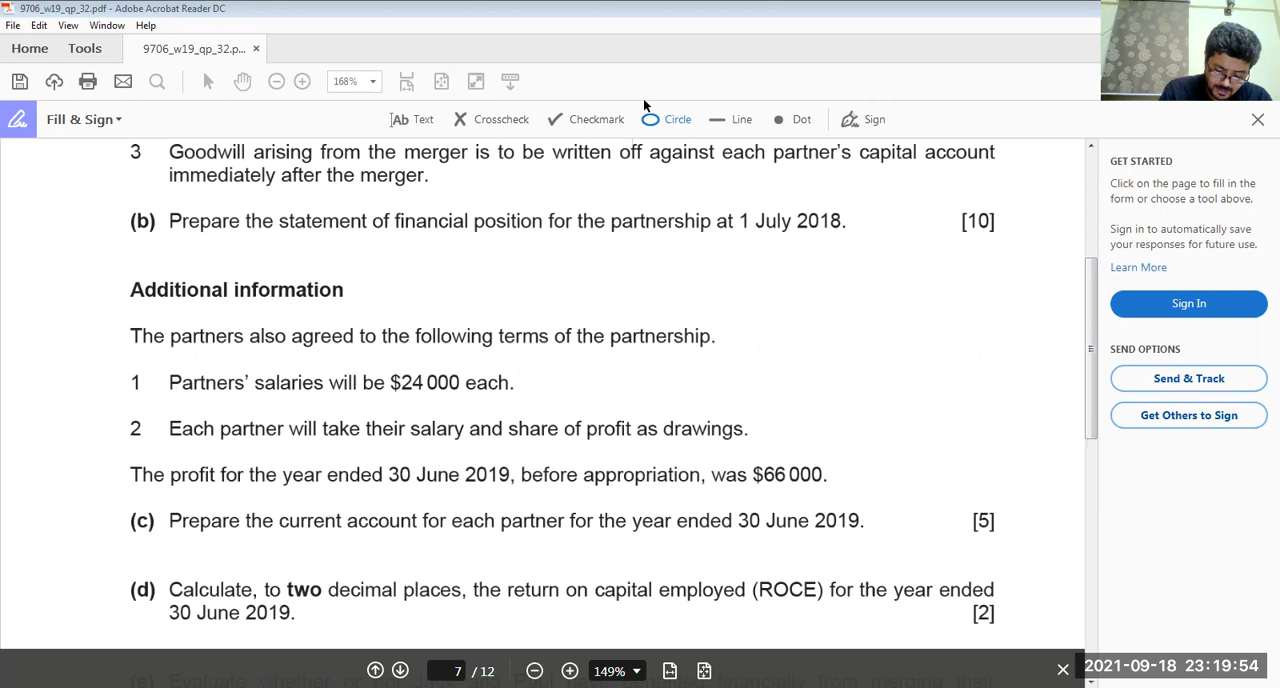 9706_w19_qp_32.pdf - Adobe Acrobat Reader DC
File Edit View Window Help
Home Tools 9706_w19_qp_32.p... ×
168%
Fill & Sign
Ab Text Crosscheck Checkmark Circle Line Dot Sign
3 Goodwill arising from the merger is to be written off against each partner's capital account
immediately after the merger.
(b) Prepare the statement of financial position for the partnership at 1 July 2018. [10]
Additional information
The partners also agreed to the following terms of the partnership.
1 Partners' salaries will be $24 000 each.
2 Each partner will take their salary and share of profit as drawings.
The profit for the year ended 30 June 2019, before appropriation, was $66 000.
(c) Prepare the current account for each partner for the year ended 30 June 2019. [5]
(d) Calculate, to two decimal places, the return on capital employed (ROCE) for the year ended
30 June 2019. [2]
7 / 12 149%
GET STARTED
Click on the page to fill in the
form or choose a tool above.
Sign in to automatically save
your responses for future use.
Learn More
Sign In
SEND OPTIONS
Send & Track
Get Others to Sign
2021-09-18 23:19:54